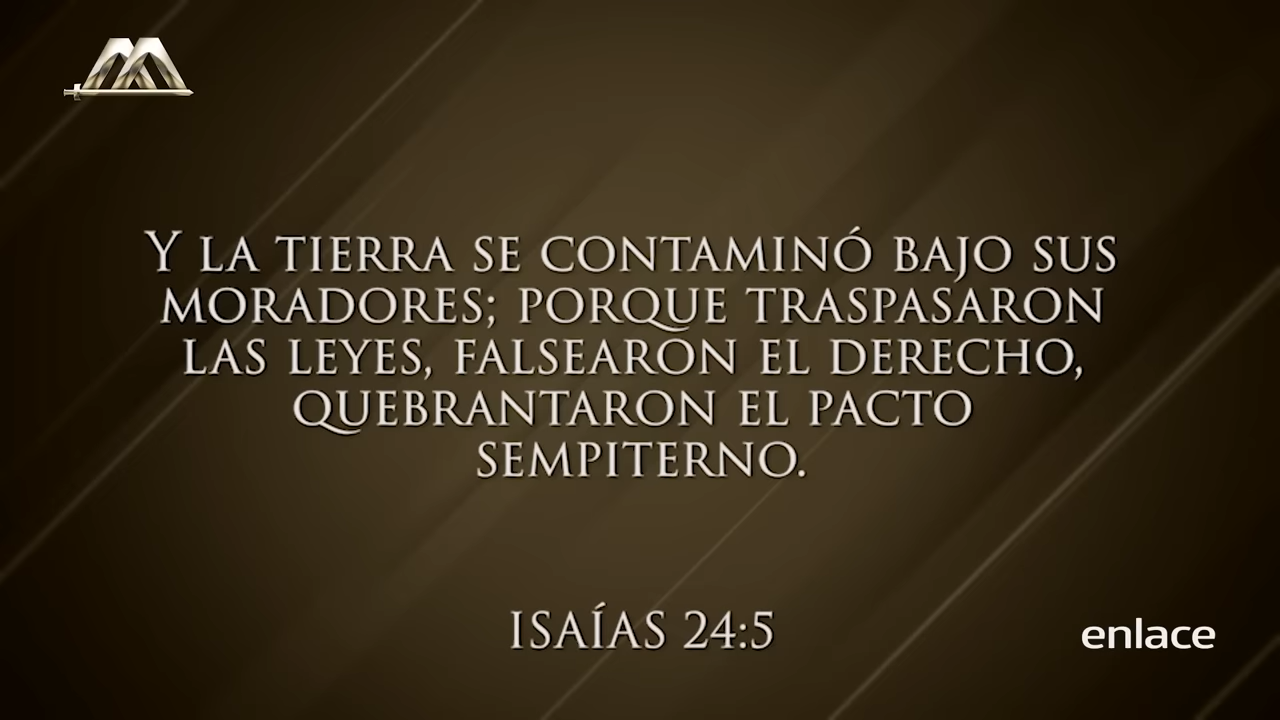 Y LA TIERRA SE CONTAMINÓ BAJO SUS
MORADORES; PORQUE TRASPASARON
LAS LEYES, FALSEARON EL DERECHO,
QUEBRANTARON EL PACTO
SEMPITERNO.
ISAÍAS 24:5
enlace